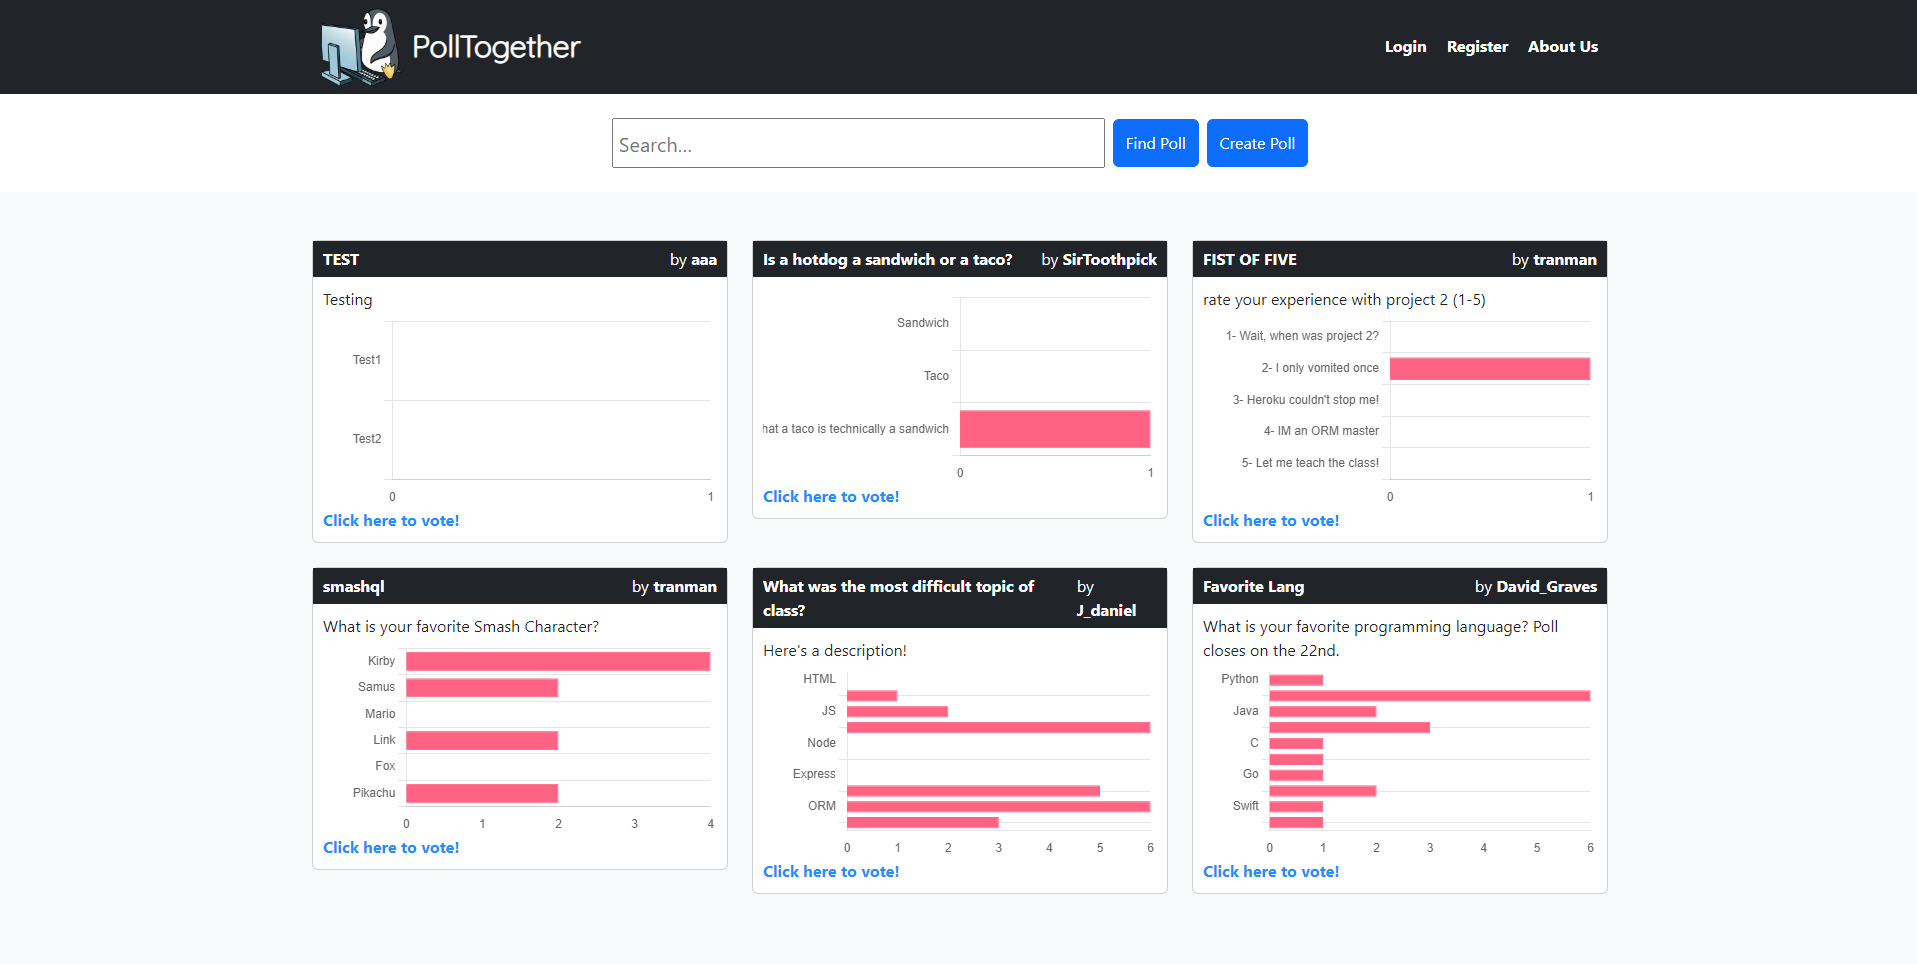 PollTogether
Login Register About Us
Search...
Find Poll
Create Poll
TEST by aaa
Testing
Test1
Test2
0 1
Click here to vote!
Is a hotdog a sandwich or a taco? by SirToothpick
Sandwich
Taco
hat a taco is technically a sandwich
0 1
Click here to vote!
FIST OF FIVE by tranman
rate your experience with project 2 (1-5)
1- Wait, when was project 2?
2- I only vomited once
3- Heroku couldn't stop me!
4- IM an ORM master
5- Let me teach the class!
0 1
Click here to vote!
smashql by tranman
What is your favorite Smash Character?
Kirby
Samus
Mario
Link
Fox
Pikachu
0 1 2 3 4
Click here to vote!
What was the most difficult topic of
class?
by
J_daniel
Here's a description!
HTML
JS
Node
Express
ORM
0 1 2 3 4 5 6
Click here to vote!
Favorite Lang by David_Graves
What is your favorite programming language? Poll
closes on the 22nd.
Python
Java
C
Go
Swift
0 1 2 3 4 5 6
Click here to vote!